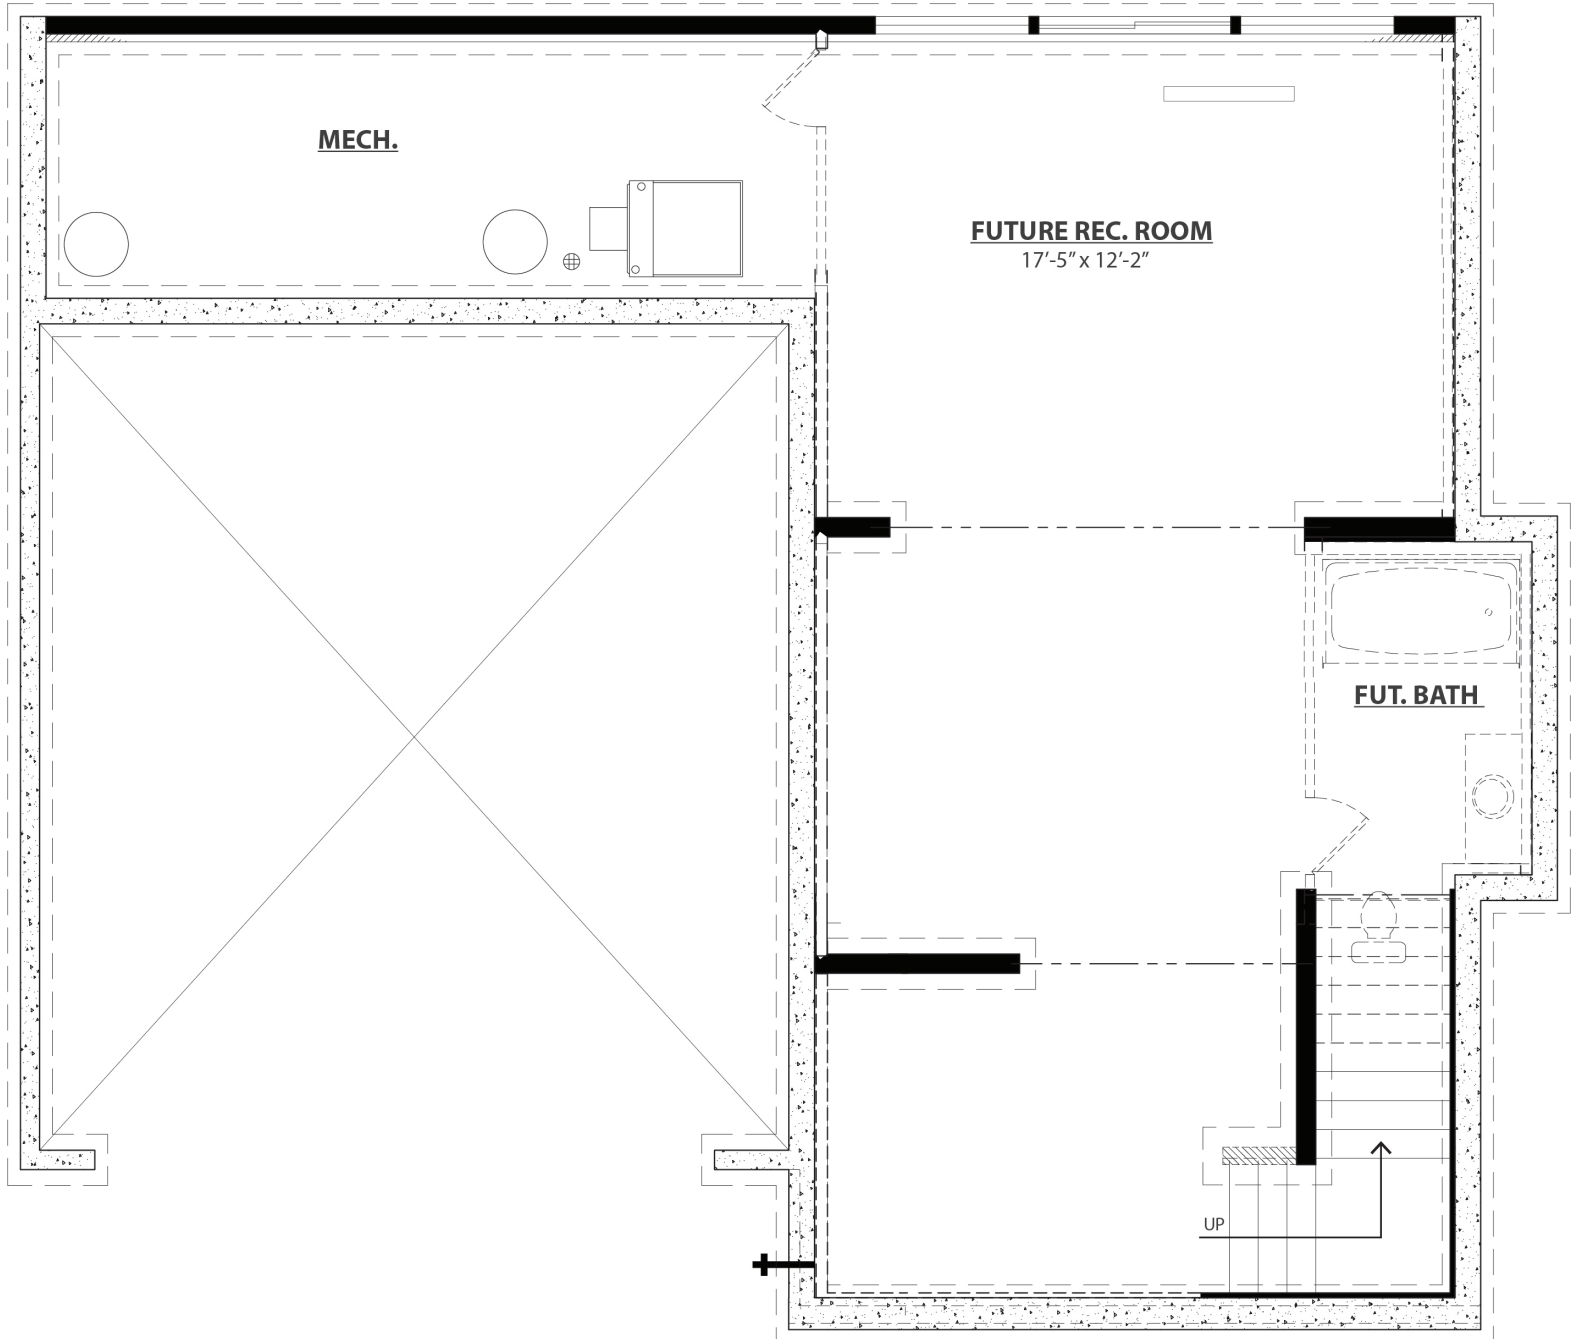 MECH.
FUTURE REC. ROOM
17’-5” x 12’-2”
FUT. BATH
UP